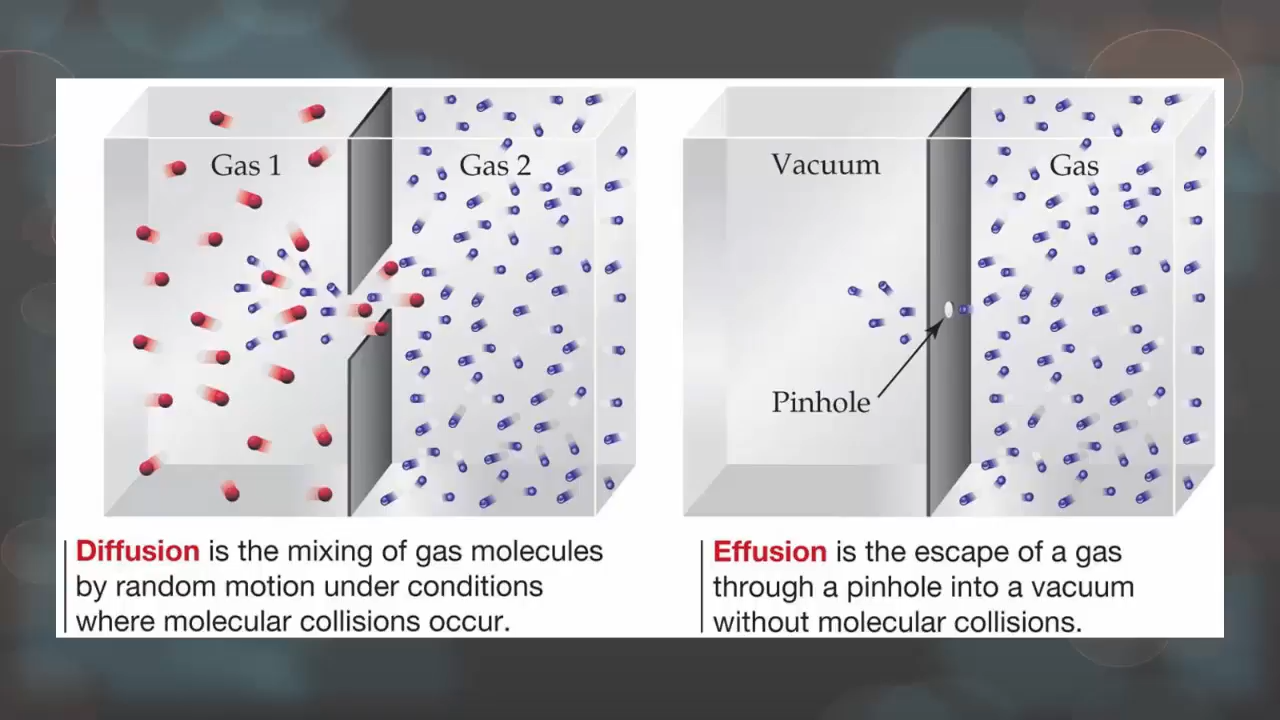 Gas 1
Gas 2
Vacuum
Gas
Pinhole
Diffusion is the mixing of gas molecules
by random motion under conditions
where molecular collisions occur.
Effusion is the escape of a gas
through a pinhole into a vacuum
without molecular collisions.